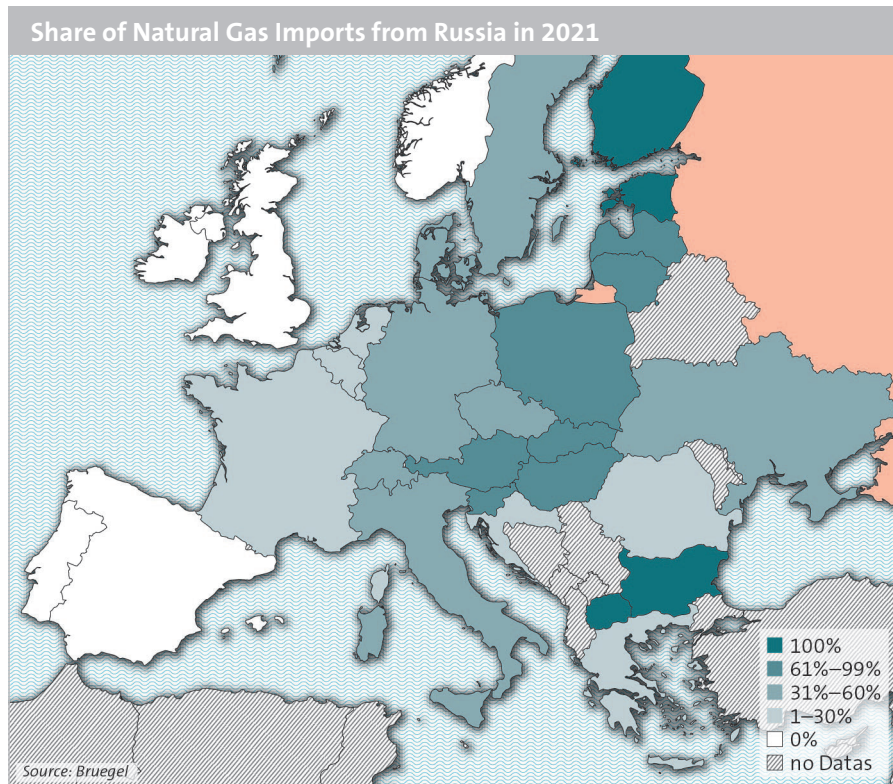 Share of Natural Gas Imports from Russia in 2021
100%
61%–99%
31%–60%
1–30%
0%
no Datas
Source: Bruegel